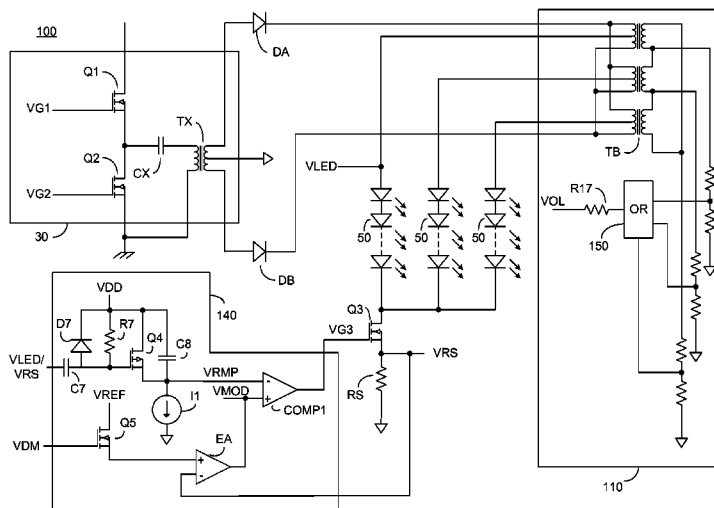 100
DA
Q1
VG1
TX
Q2
CX
VG2
30
DB
TB
VLED
R17
VOL
OR
150
50
50
50
VDD
140
Q3
D7
R7
Q4
C8
VG3
VLED/
VRS
C7
VRMP
VRS
VMOD
RS
VREF
I1
COMP1
Q5
EA
VDM
110
-
+
+
-